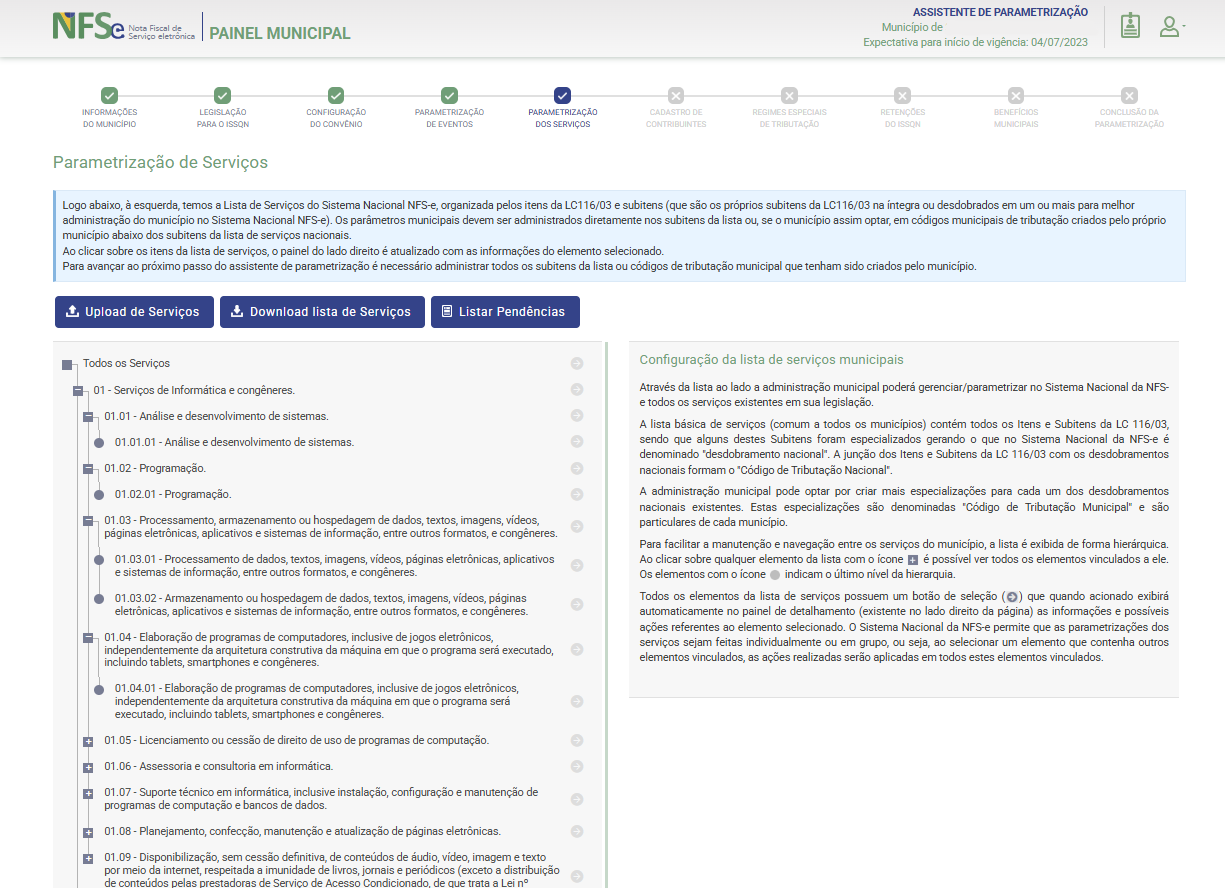 NFSe Nota Fiscal de
Serviço eletrônica
PAINEL MUNICIPAL
ASSISTENTE DE PARAMETRIZAÇÃO
Município de
Expectativa para início de vigência: 04/07/2023
INFORMAÇÕES
DO MUNICÍPIO
LEGISLAÇÃO
PARA O ISSQN
CONFIGURAÇÃO
DO CONVÊNIO
PARAMETRIZAÇÃO
DE EVENTOS
PARAMETRIZAÇÃO
DOS SERVIÇOS
CADASTRO DE
CONTRIBUINTES
REGIMES ESPECIAIS
DE TRIBUTAÇÃO
RETENÇÕES
DO ISSQN
BENEFÍCIOS
MUNICIPAIS
CONCLUSÃO DA
PARAMETRIZAÇÃO
Parametrização de Serviços
Logo abaixo, à esquerda, temos a Lista de Serviços do Sistema Nacional NFS-e, organizada pelos itens da LC116/03 e subitens (que são os próprios subitens da LC116/03 na íntegra ou desdobrados em um ou mais para melhor
administração do município no Sistema Nacional NFS-e). Os parâmetros municipais devem ser administrados diretamente nos subitens da lista ou, se o município assim optar, em códigos municipais de tributação criados pelo próprio
município abaixo dos subitens da lista de serviços nacionais.
Ao clicar sobre os itens da lista de serviços, o painel do lado direito é atualizado com as informações do elemento selecionado.
Para avançar ao próximo passo do assistente de parametrização é necessário administrar todos os subitens da lista ou códigos de tributação municipal que tenham sido criados pelo município.
Upload de Serviços
Download lista de Serviços
Listar Pendências
Todos os Serviços
01 - Serviços de Informática e congêneres.
01.01 - Análise e desenvolvimento de sistemas.
01.01.01 - Análise e desenvolvimento de sistemas.
01.02 - Programação.
01.02.01 - Programação.
01.03 - Processamento, armazenamento ou hospedagem de dados, textos, imagens, vídeos,
páginas eletrônicas, aplicativos e sistemas de informação, entre outros formatos, e congêneres.
01.03.01 - Processamento de dados, textos, imagens, vídeos, páginas eletrônicas, aplicativos
e sistemas de informação, entre outros formatos, e congêneres.
01.03.02 - Armazenamento ou hospedagem de dados, textos, imagens, vídeos, páginas
eletrônicas, aplicativos e sistemas de informação, entre outros formatos, e congêneres.
01.04 - Elaboração de programas de computadores, inclusive de jogos eletrônicos,
independentemente da arquitetura construtiva da máquina em que o programa será executado,
incluindo tablets, smartphones e congêneres.
01.04.01 - Elaboração de programas de computadores, inclusive de jogos eletrônicos,
independentemente da arquitetura construtiva da máquina em que o programa será
executado, incluindo tablets, smartphones e congêneres.
01.05 - Licenciamento ou cessão de direito de uso de programas de computação.
01.06 - Assessoria e consultoria em informática.
01.07 - Suporte técnico em informática, inclusive instalação, configuração e manutenção de
programas de computação e bancos de dados.
01.08 - Planejamento, confecção, manutenção e atualização de páginas eletrônicas.
01.09 - Disponibilização, sem cessão definitiva, de conteúdos de áudio, vídeo, imagem e texto
por meio da internet, respeitada a imunidade de livros, jornais e periódicos (exceto a distribuição
de conteúdos pelas prestadoras de Serviço de Acesso Condicionado, de que trata a Lei nº
Configuração da lista de serviços municipais
Através da lista ao lado a administração municipal poderá gerenciar/parametrizar no Sistema Nacional da NFS-
e todos os serviços existentes em sua legislação.
A lista básica de serviços (comum a todos os municípios) contém todos os Itens e Subitens da LC 116/03,
sendo que alguns destes Subitens foram especializados gerando o que no Sistema Nacional da NFS-e é
denominado "desdobramento nacional". A junção dos Itens e Subitens da LC 116/03 com os desdobramentos
nacionais formam o "Código de Tributação Nacional".
A administração municipal pode optar por criar mais especializações para cada um dos desdobramentos
nacionais existentes. Estas especializações são denominadas "Código de Tributação Municipal" e são
particulares de cada município.
Para facilitar a manutenção e navegação entre os serviços do município, a lista é exibida de forma hierárquica.
Ao clicar sobre qualquer elemento da lista com o ícone é possível ver todos os elementos vinculados a ele.
Os elementos com o ícone indicam o último nível da hierarquia.
Todos os elementos da lista de serviços possuem um botão de seleção ( ) que quando acionado exibirá
automaticamente no painel de detalhamento (existente no lado direito da página) as informações e possíveis
ações referentes ao elemento selecionado. O Sistema Nacional da NFS-e permite que as parametrizações dos
serviços sejam feitas individualmente ou em grupo, ou seja, ao selecionar um elemento que contenha outros
elementos vinculados, as ações realizadas serão aplicadas em todos estes elementos vinculados.